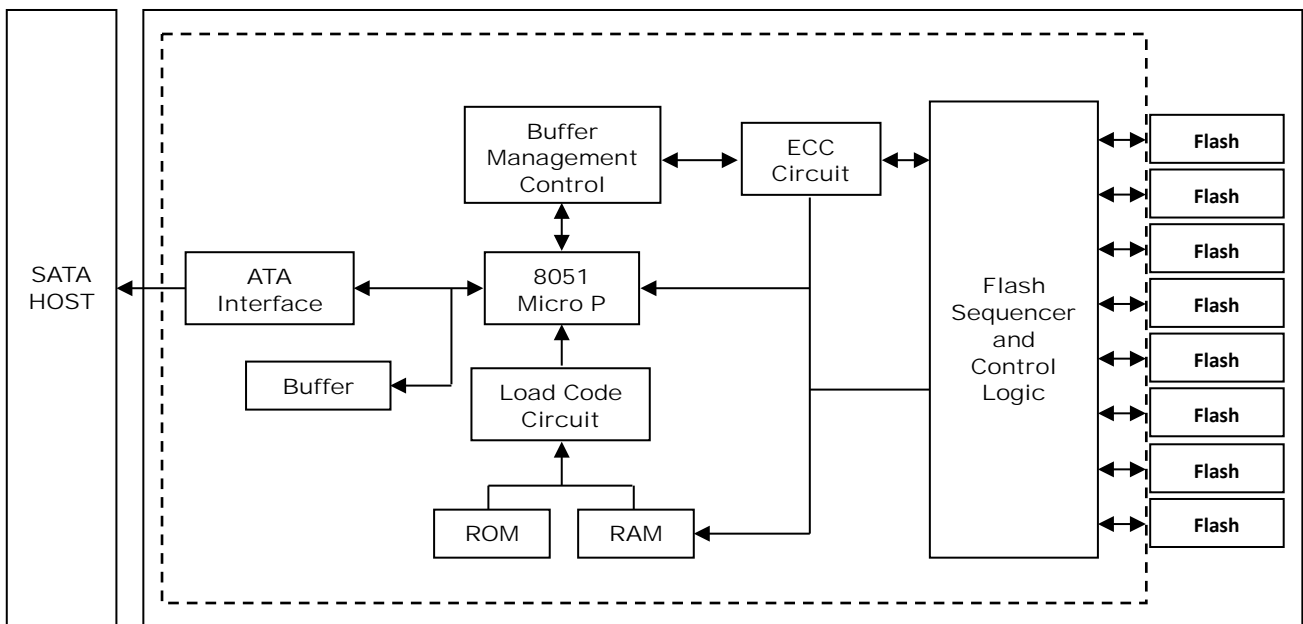 SATA
HOST
ATA
Interface
Buffer
Buffer
Management
Control
8051
Micro P
Load Code
Circuit
ROM
RAM
ECC
Circuit
Flash
Sequencer
and
Control
Logic
Flash
Flash
Flash
Flash
Flash
Flash
Flash
Flash